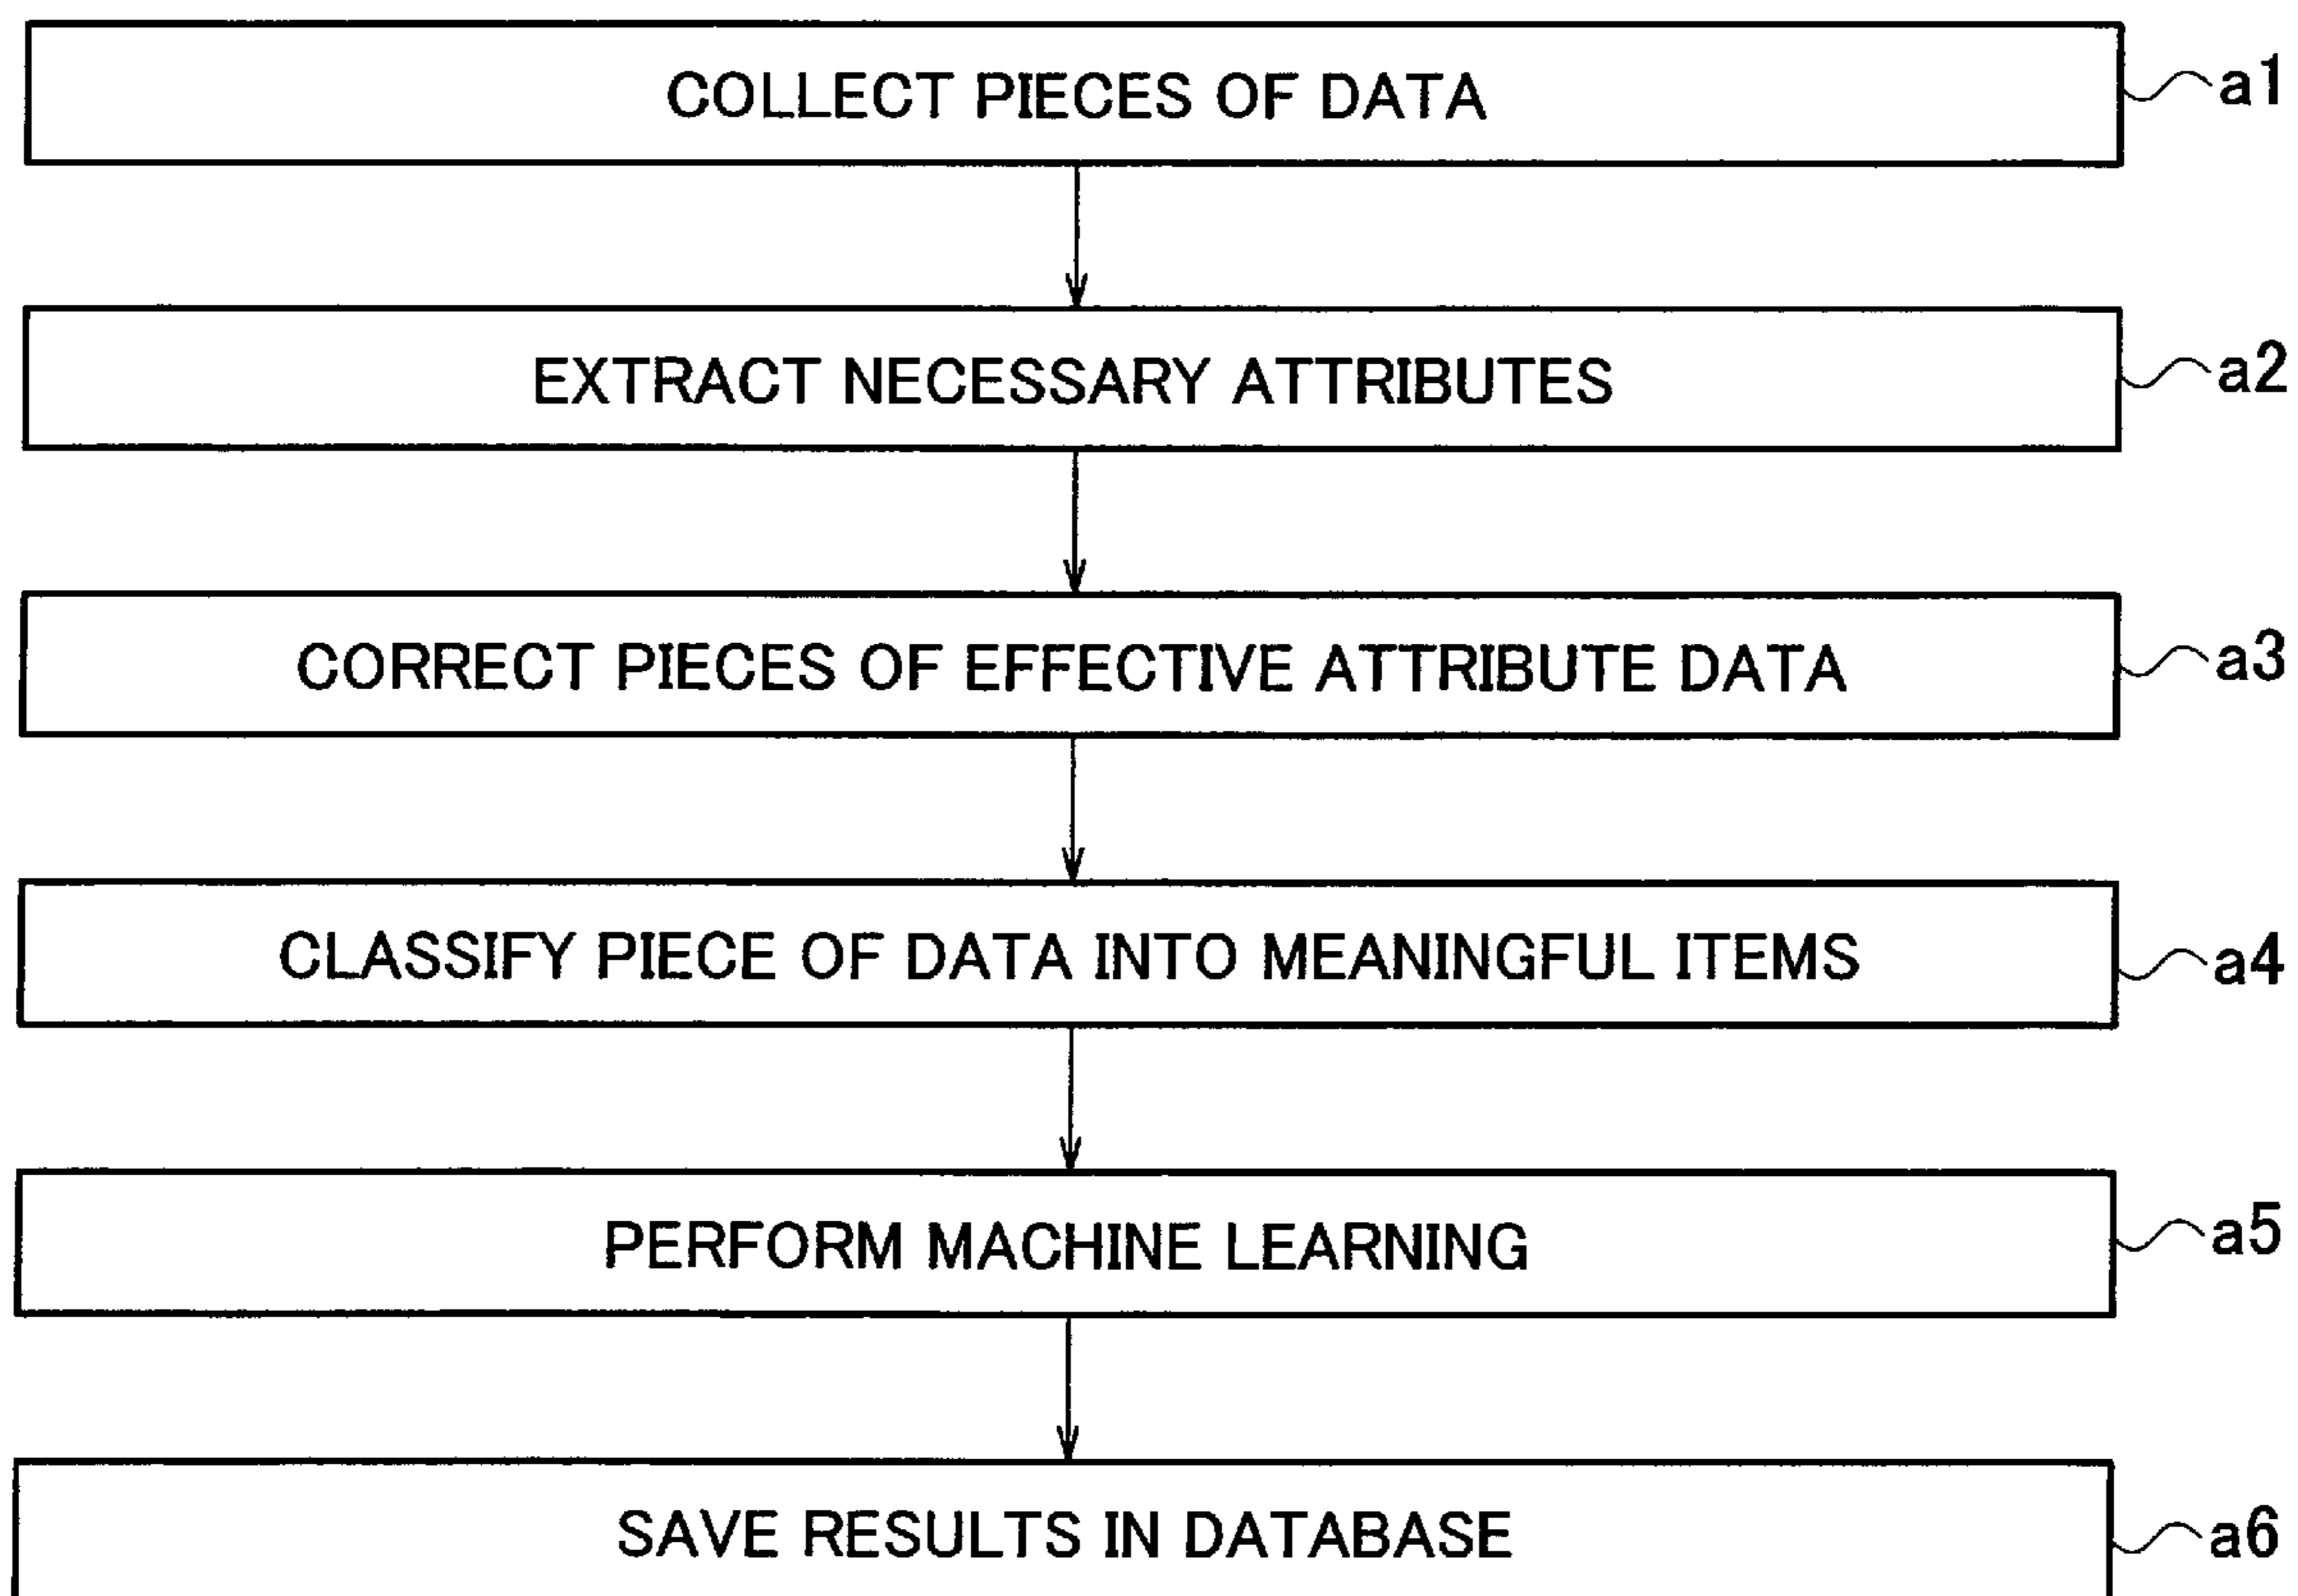 COLLECT PIECES OF DATA a1
EXTRACT NECESSARY ATTRIBUTES a2
CORRECT PIECES OF EFFECTIVE ATTRIBUTE DATA a3
CLASSIFY PIECE OF DATA INTO MEANINGFUL ITEMS a4
PERFORM MACHINE LEARNING a5
SAVE RESULTS IN DATABASE a6